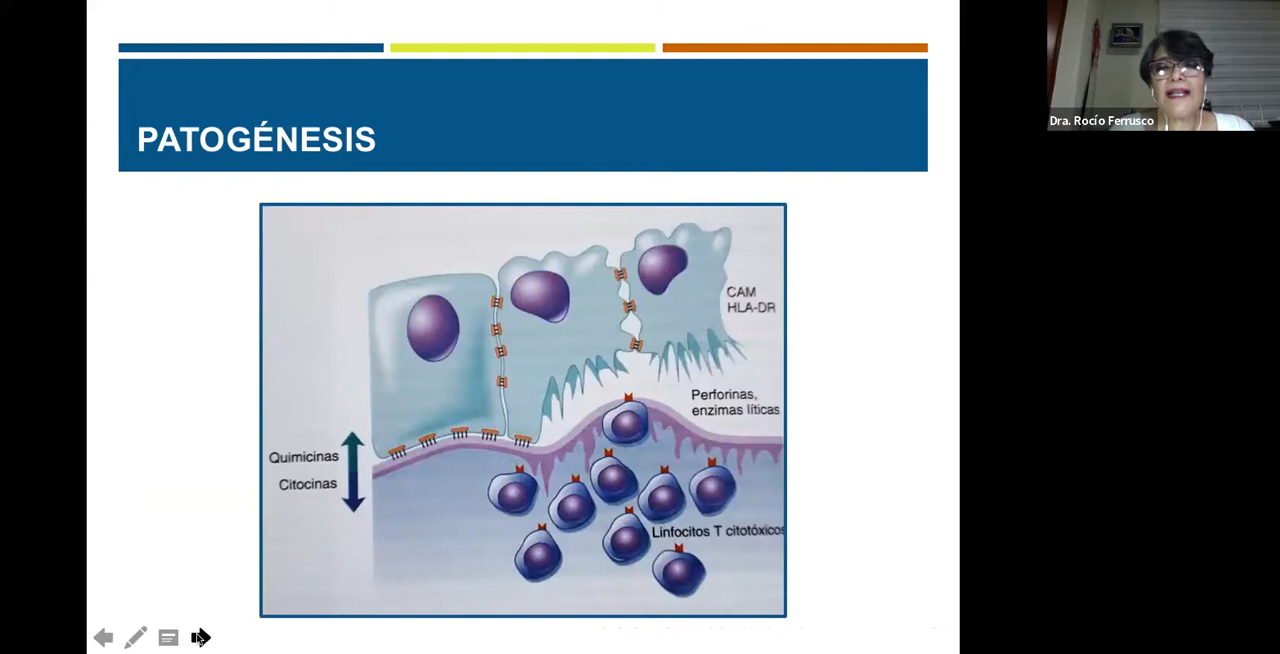 PATOGÉNESIS
Dra. Rocío Ferrusco
CAM
HLA-DR
Perforinas,
enzimas líticas
Quimicinas
Citocinas
Linfocitos T citotóxicos